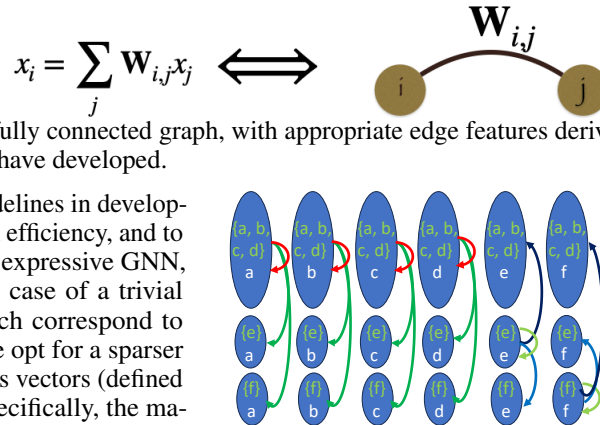 W_{i,j}
x_i = \sum_j W_{i,j} x_j
i
j
fully connected graph, with appropriate edge features deriv
have developed.
delines in develop-
efficiency, and to
expressive GNN,
case of a trivial
ch correspond to
e opt for a sparser
s vectors (defined
ecifically, the ma-
{a, b, {a, b, {a, b, {a, b, {a, b, {a, b,
c, d} c, d} c, d} c, d} c, d} c, d}
a b c d e f
{e} {e} {e} {e} {e} {e}
a b c d e f
{f} {f} {f} {f} {f} {f}
a b c d e f